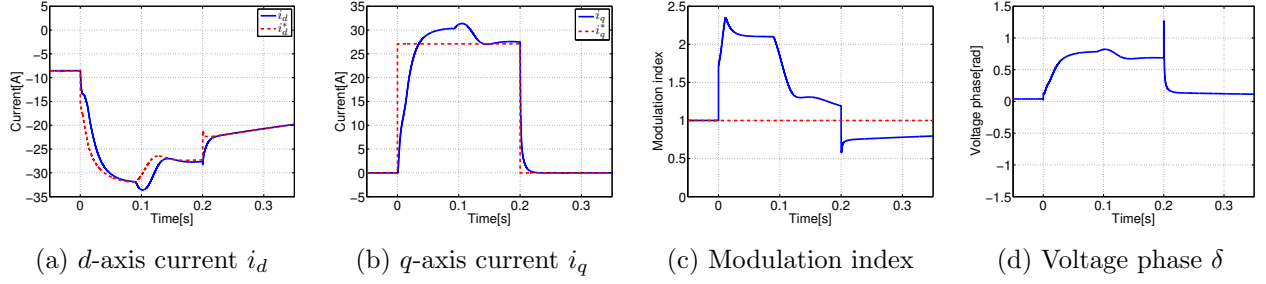 5
0
−5
−10
−15
−20
−25
−30
−35
0
0.1
0.2
0.3
Time[s]
Current[A]
i_d
i_d^*
(a) d-axis current i_d
35
30
25
20
15
10
5
0
−5
0
0.1
0.2
0.3
Time[s]
Current[A]
i_q
i_q^*
(b) q-axis current i_q
2.5
2
1.5
1
0.5
0
0
0.1
0.2
0.3
Time[s]
Modulation index
(c) Modulation index
1.5
1
0.5
0
−0.5
−1
−1.5
0
0.1
0.2
0.3
Time[s]
Voltage phase[rad]
(d) Voltage phase δ